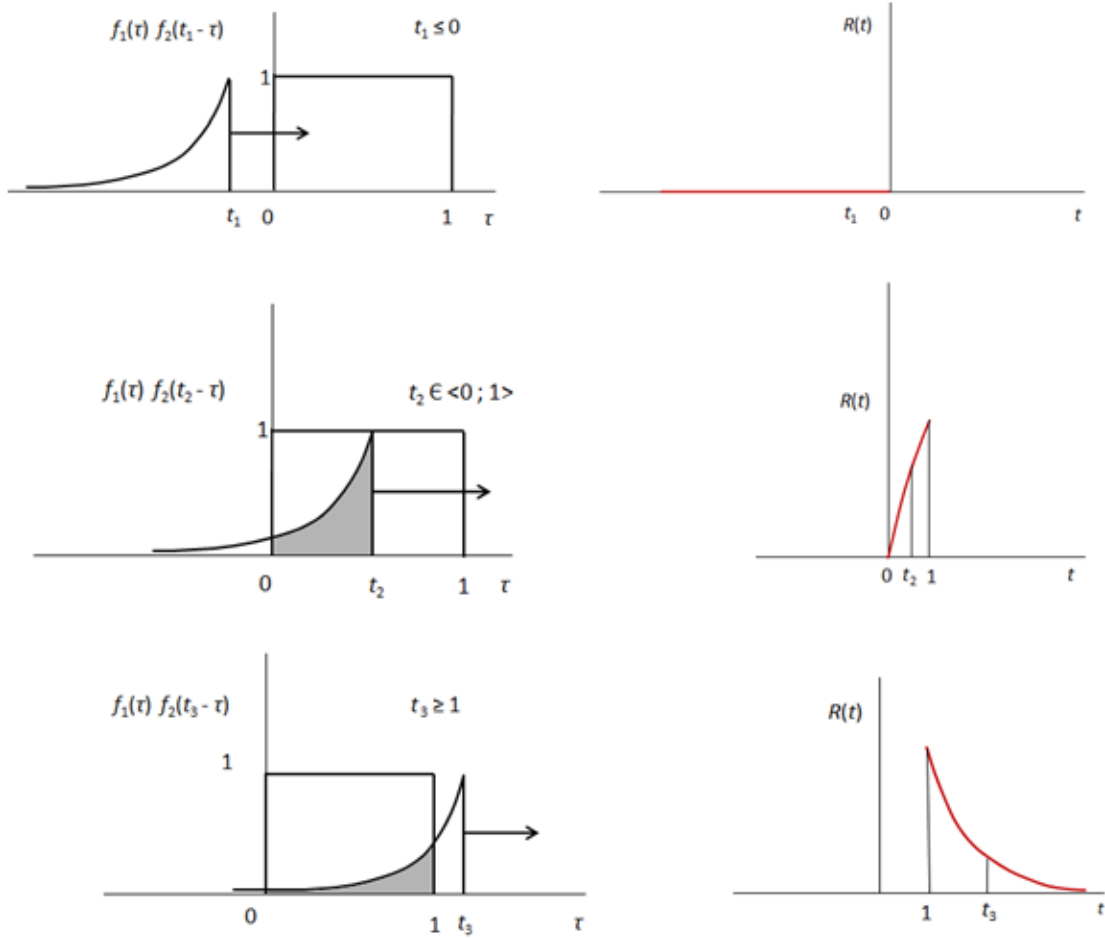 f₁(τ) f₂(t₁ - τ) t₁ ≤ 0
1
t₁ 0 1 τ
R(t)
t₁ 0 t
f₁(τ) f₂(t₂ - τ) t₂ ∈ <0 ; 1>
1
0 t₂ 1 τ
R(t)
0 t₂ 1 t
f₁(τ) f₂(t₃ - τ) t₃ ≥ 1
1
0 1 t₃ τ
R(t)
1 t₃ t